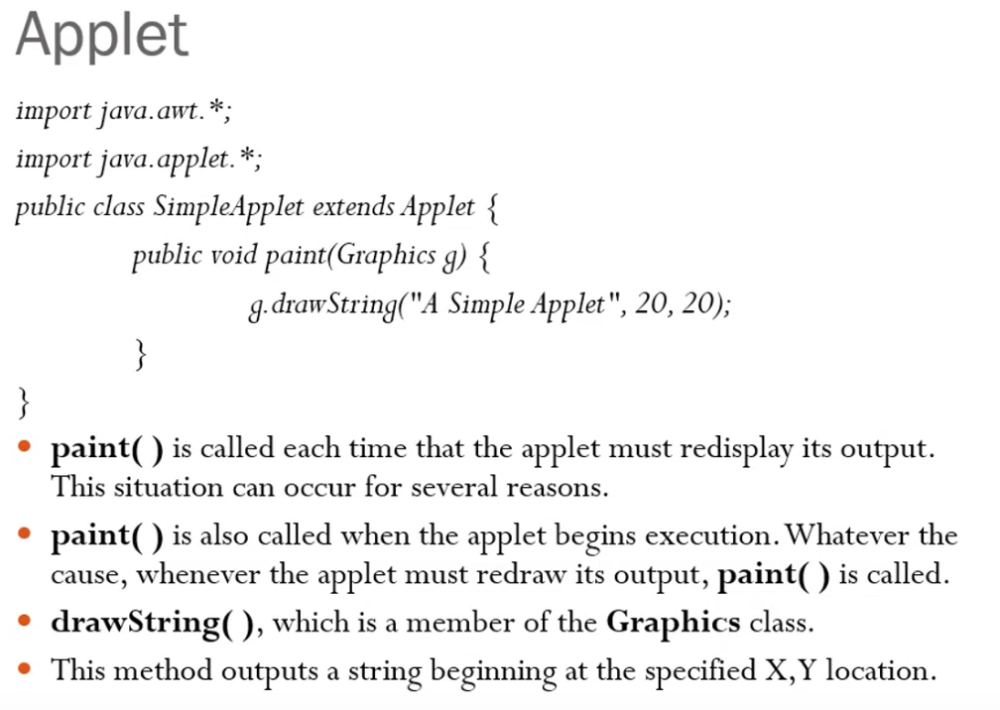 Applet
import java.awt.*;
import java.applet.*;
public class SimpleApplet extends Applet {
public void paint(Graphics g) {
g.drawString("A Simple Applet", 20, 20);
}
}
• paint( ) is called each time that the applet must redisplay its output.
This situation can occur for several reasons.
• paint( ) is also called when the applet begins execution. Whatever the
cause, whenever the applet must redraw its output, paint( ) is called.
• drawString( ), which is a member of the Graphics class.
• This method outputs a string beginning at the specified X,Y location.